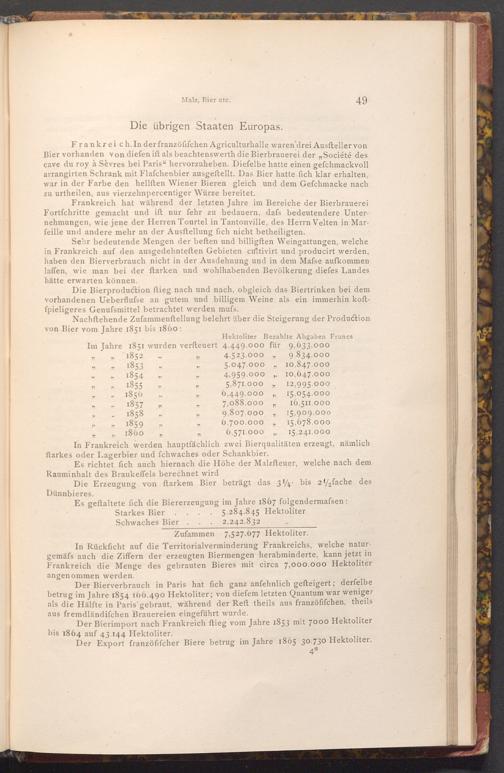 Malz, Bier etc. 49
Die übrigen Staaten Europas.
Frankreich. In der franzöſiſchen Agriculturhalle waren drei Ausſteller von
Bier vorhanden von dieſen iſt als beachtenswerth die Bierbrauerei der „Société des
cave du roy à Sèvres bei Paris“ hervorzuheben. Dieſelbe hatte einen geſchmackvoll
arrangirten Schrank mit Flaſchenbier ausgeſtellt. Das Bier hatte ſich klar erhalten,
war in der Farbe den hellſten Wiener Bieren gleich und dem Geſchmacke nach
zu urtheilen, aus vierzehnpercentiger Würze bereitet.
Frankreich hat während der letzten Jahre im Bereiche der Bierbrauerei
Fortſchritte gemacht und iſt nur ſehr zu bedauern, daſs bedeutendere Unter-
nehmungen, wie jene der Herren Tourtel in Tantonville, des Herrn Velten in Mar-
ſeille und andere mehr an der Ausſtellung ſich nicht betheiligten.
Sehr bedeutende Mengen der beſten und billigſten Weingattungen, welche
in Frankreich auf den ausgedehnteſten Gebieten cultivirt und producirt werden,
haben den Bierverbrauch nicht in der Ausdehnung und in dem Maſse aufkommen
laſſen, wie man bei der ſtarken und wohlhabenden Bevölkerung dieſes Landes
hätte erwarten können.
Die Bierproduction ſtieg nach und nach, obgleich das Biertrinken bei dem
vorhandenen Ueberfluſse an gutem und billigem Weine als ein immerhin koſt-
ſpieligeres Genuſsmittel betrachtet werden muſs.
Nachſtehende Zuſammenſtellung belehrt über die Steigerung der Production
von Bier vom Jahre 1851 bis 1860:
Hektoliter Bezahlte Abgaben Francs
Im Jahre 1851 wurden verſteuert 4,449.000 für 9,633.000
„ „ 1852 „ „ 4.523.000 „ 9 834.000
„ „ 1853 „ „ 5.047.000 „ 10.847.000
„ „ 1854 „ „ 4.959.000 „ 10.647.000
„ „ 1855 „ „ 5.871.000 „ 12,995.000
„ „ 1856 „ „ 6,449.000 „ 15.054.000
„ „ 1857 „ „ 7,088.000 „ 16.511.000
„ „ 1858 „ „ 9.807.000 „ 15,909.000
„ „ 1859 „ „ 6,700.000 „ 15,678.000
„ „ 1860 „ „ 6.571.000 „ 15.241.000
In Frankreich werden hauptſächlich zwei Bierqualitäten erzeugt, nämlich
ſtarkes oder Lagerbier und ſchwaches oder Schankbier.
Es richtet ſich auch hiernach die Höhe der Malzſteuer, welche nach dem
Rauminhalt des Braukeſſels berechnet wird
Die Erzeugung von ſtarkem Bier beträgt das 3¼- bis 2½fache des
Dünnbieres.
Es geſtaltete ſich die Biererzeugung im Jahre 1867 folgendermaſsen:
Starkes Bier . . . . 5.284.845 Hektoliter
Schwaches Bier . . . 2.242.832 „
Zuſammen 7,527.677 Hektoliter.
In Rückſicht auf die Territorialverminderung Frankreichs, welche natur-
gemäſs auch die Ziffern der erzeugten Biermengen herabminderte, kann jetzt in
Frankreich die Menge des gebrauten Bieres mit circa 7,000.000 Hektoliter
angenommen werden.
Der Bierverbrauch in Paris hat ſich ganz anſehnlich geſteigert; derſelbe
betrug im Jahre 1854 166.490 Hektoliter; von dieſem letzten Quantum war weniger
als die Hälfte in Paris gebraut, während der Reſt theils aus franzöſiſchen, theils
aus fremdländiſchen Brauereien eingeführt wurde.
Der Bierimport nach Frankreich ſtieg vom Jahre 1853 mit 7000 Hektoliter
bis 1864 auf 43.144 Hektoliter.
Der Export franzöſiſcher Biere betrug im Jahre 1865 30.730 Hektoliter.
4*